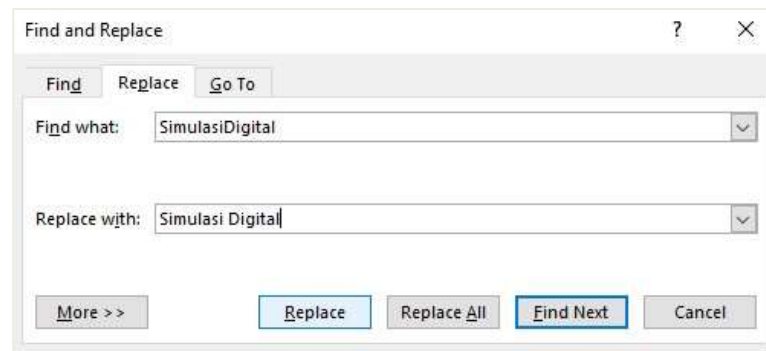 Find and Replace ?
Find Replace Go To
Find what: SimulasiDigital
Replace with: Simulasi Digital
More >> Replace Replace All Find Next Cancel